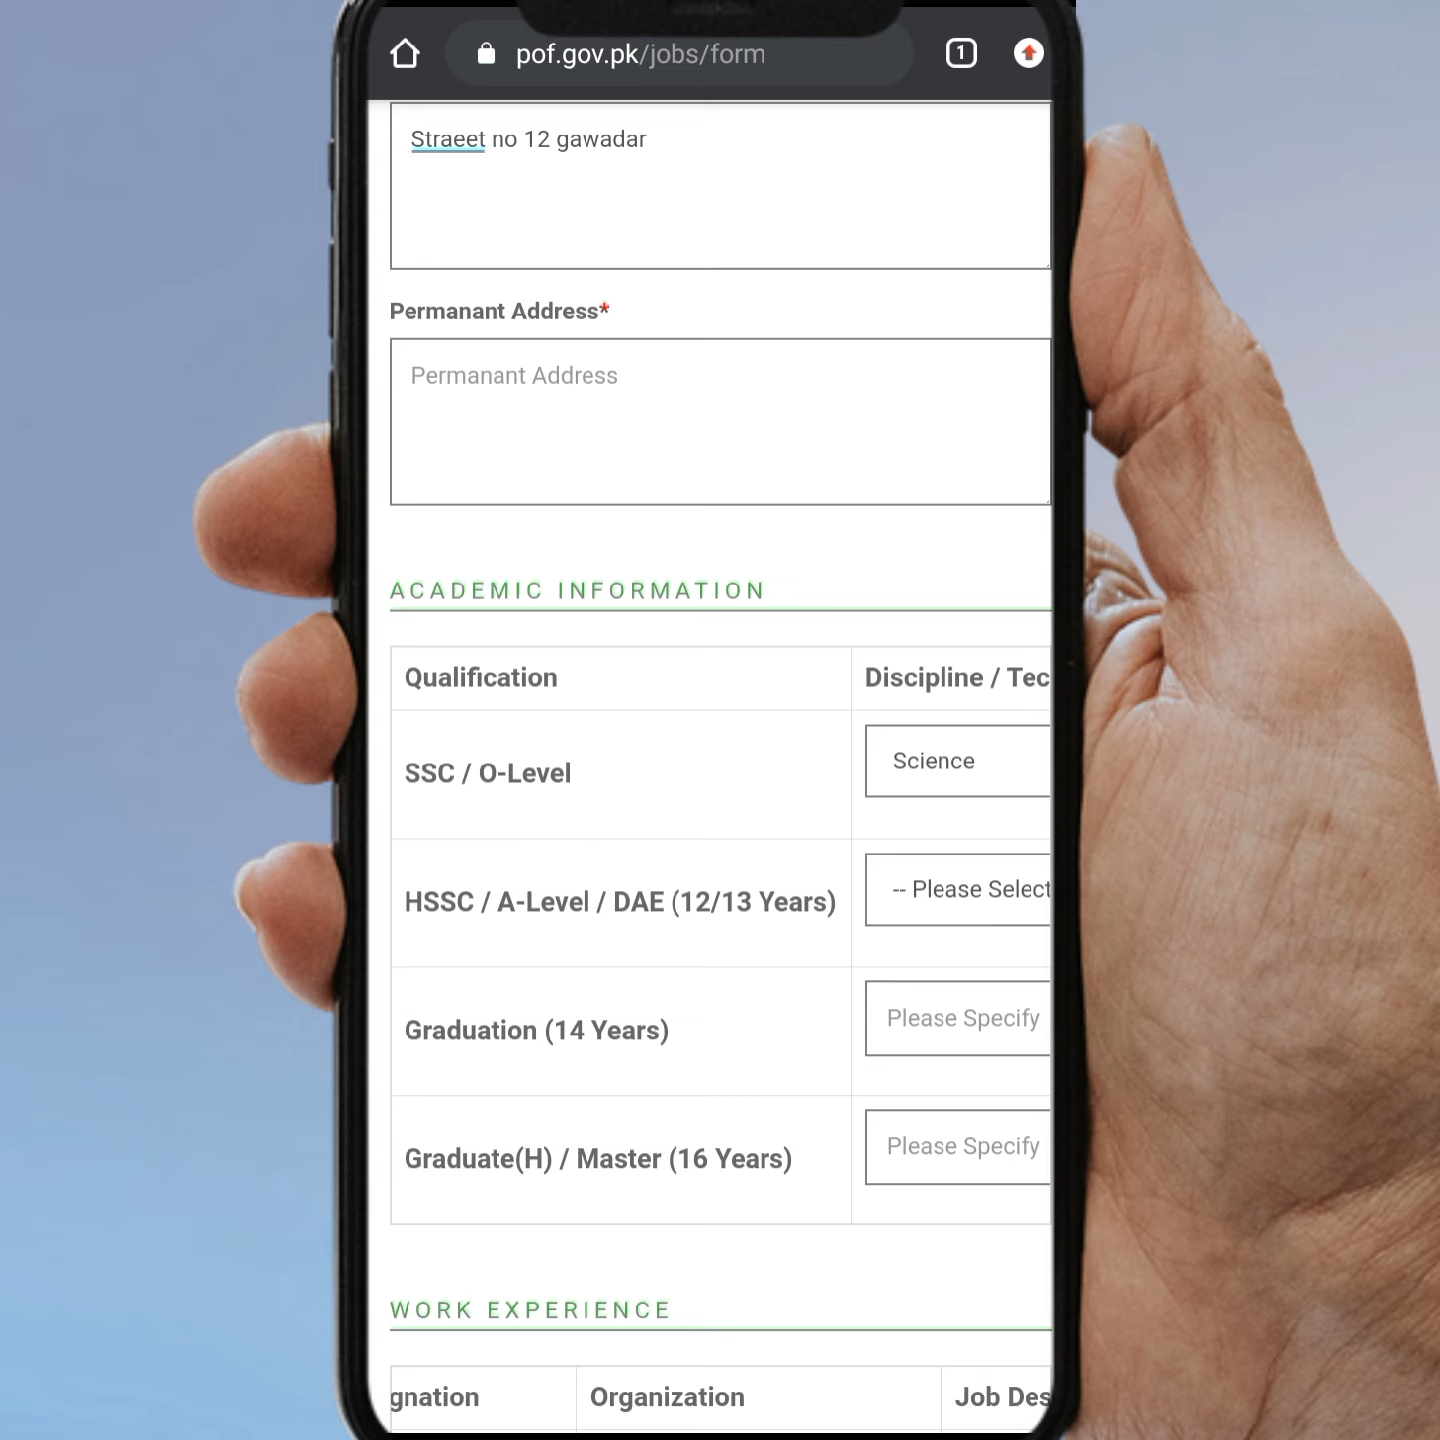 pof.gov.pk/jobs/form
1
Straeet no 12 gawadar
Permanant Address*
Permanant Address
ACADEMIC INFORMATION
Qualification
Discipline / Tec
SSC / O-Level
Science
HSSC / A-Level / DAE (12/13 Years)
-- Please Select
Graduation (14 Years)
Please Specify
Graduate(H) / Master (16 Years)
Please Specify
WORK EXPERIENCE
gnation
Organization
Job Des